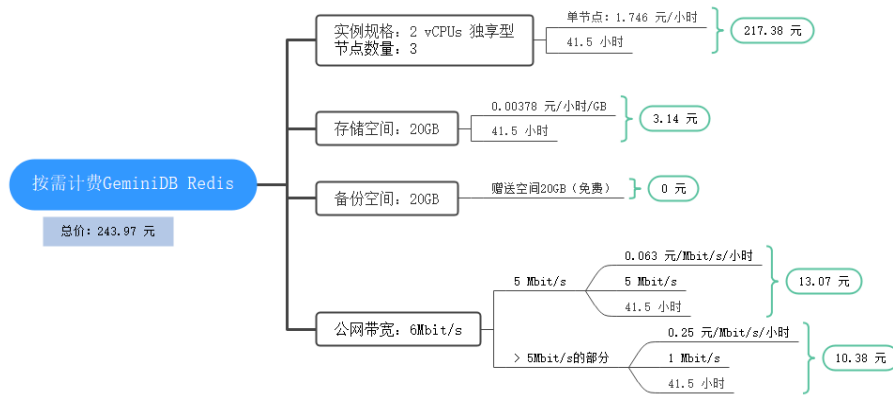 按需计费GeminiDB Redis
总价: 243.97 元
实例规格: 2 vCPUs 独享型
节点数量: 3
单节点: 1.746 元/小时
41.5 小时
217.38 元
存储空间: 20GB
0.00378 元/小时/GB
41.5 小时
3.14 元
备份空间: 20GB
赠送空间20GB（免费）
0 元
公网带宽: 6Mbit/s
5 Mbit/s
0.063 元/Mbit/s/小时
5 Mbit/s
41.5 小时
13.07 元
> 5Mbit/s的部分
0.25 元/Mbit/s/小时
1 Mbit/s
41.5 小时
10.38 元